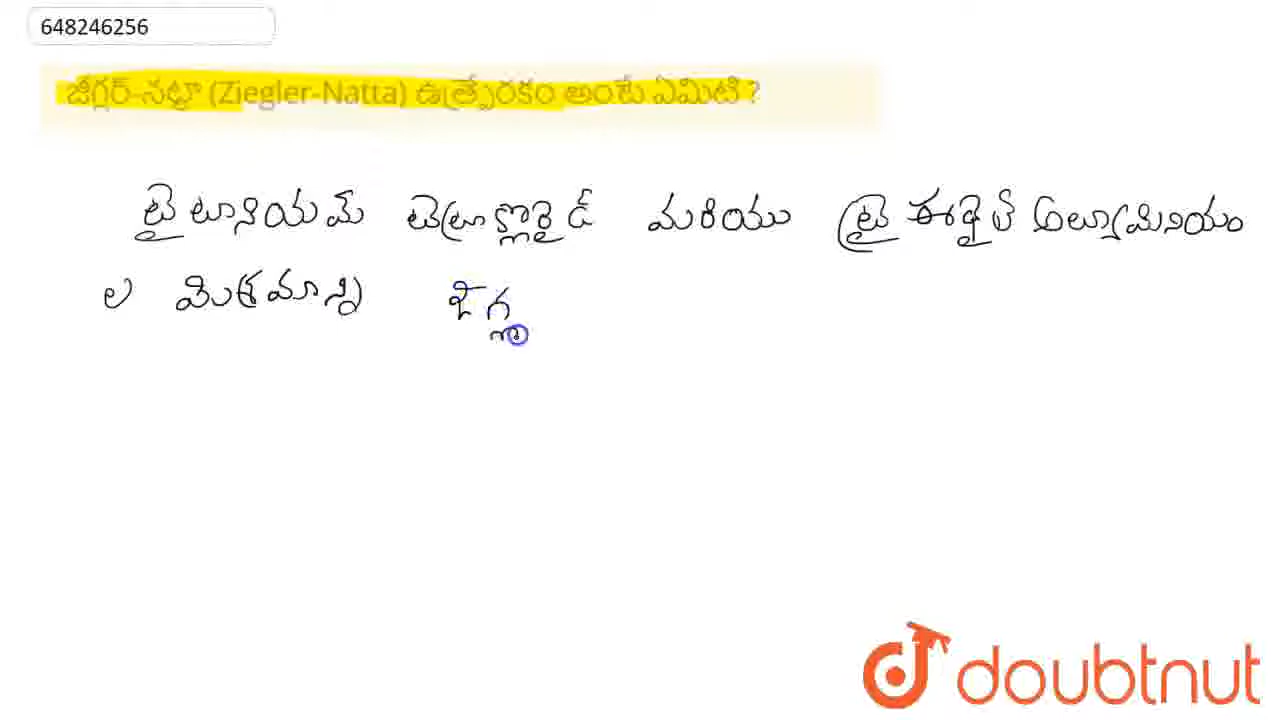 648246256
జీగ్లర్-నట్టా (Ziegler-Natta) ఉత్ప్రేరకం అంటే ఏమిటి?
టైటానియమ్ టెట్రాక్లోరైడ్ మరియు ట్రై ఈథైల్ అల్యూమినియం
ల మిశ్రమాన్ని జీగ్ల
doubtnut